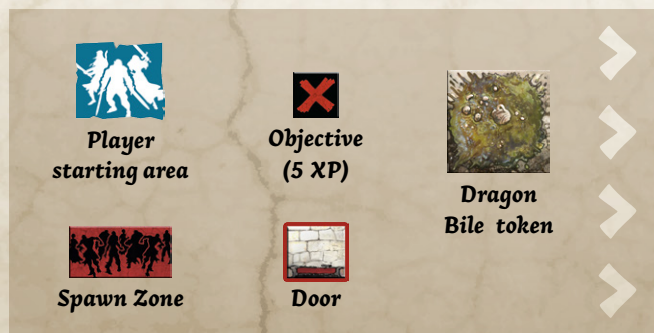 Player
starting area
Objective
(5 XP)
Dragon
Bile token
Spawn Zone
Door